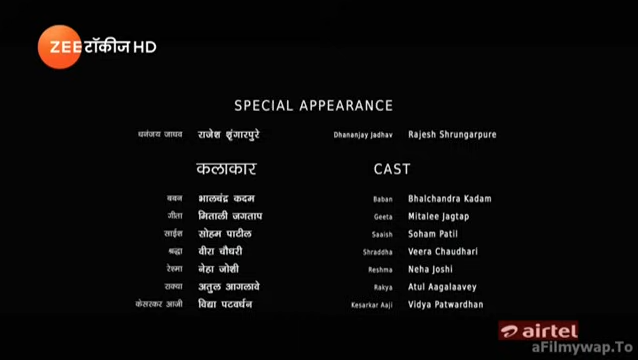 ZEE टॉकीज HD
SPECIAL APPEARANCE
धनंजय जाधव राजेश शृंगारपुरे Dhananjay Jadhav Rajesh Shrungarpure
कलाकार CAST
बबन भालचंद्र कदम Baban Bhalchandra Kadam
गीता मिताली जगताप Geeta Mitalee Jagtap
साईश सोहम पाटील Saaish Soham Patil
श्रद्धा वीरा चौधरी Shraddha Veera Chaudhari
रेश्मा नेहा जोशी Reshma Neha Joshi
राक्या अतुल आगलावे Rakya Atul Aagalaavey
केसरकर आजी विद्या पटवर्धन Kesarkar Aaji Vidya Patwardhan
airtel
aFilmywap.To